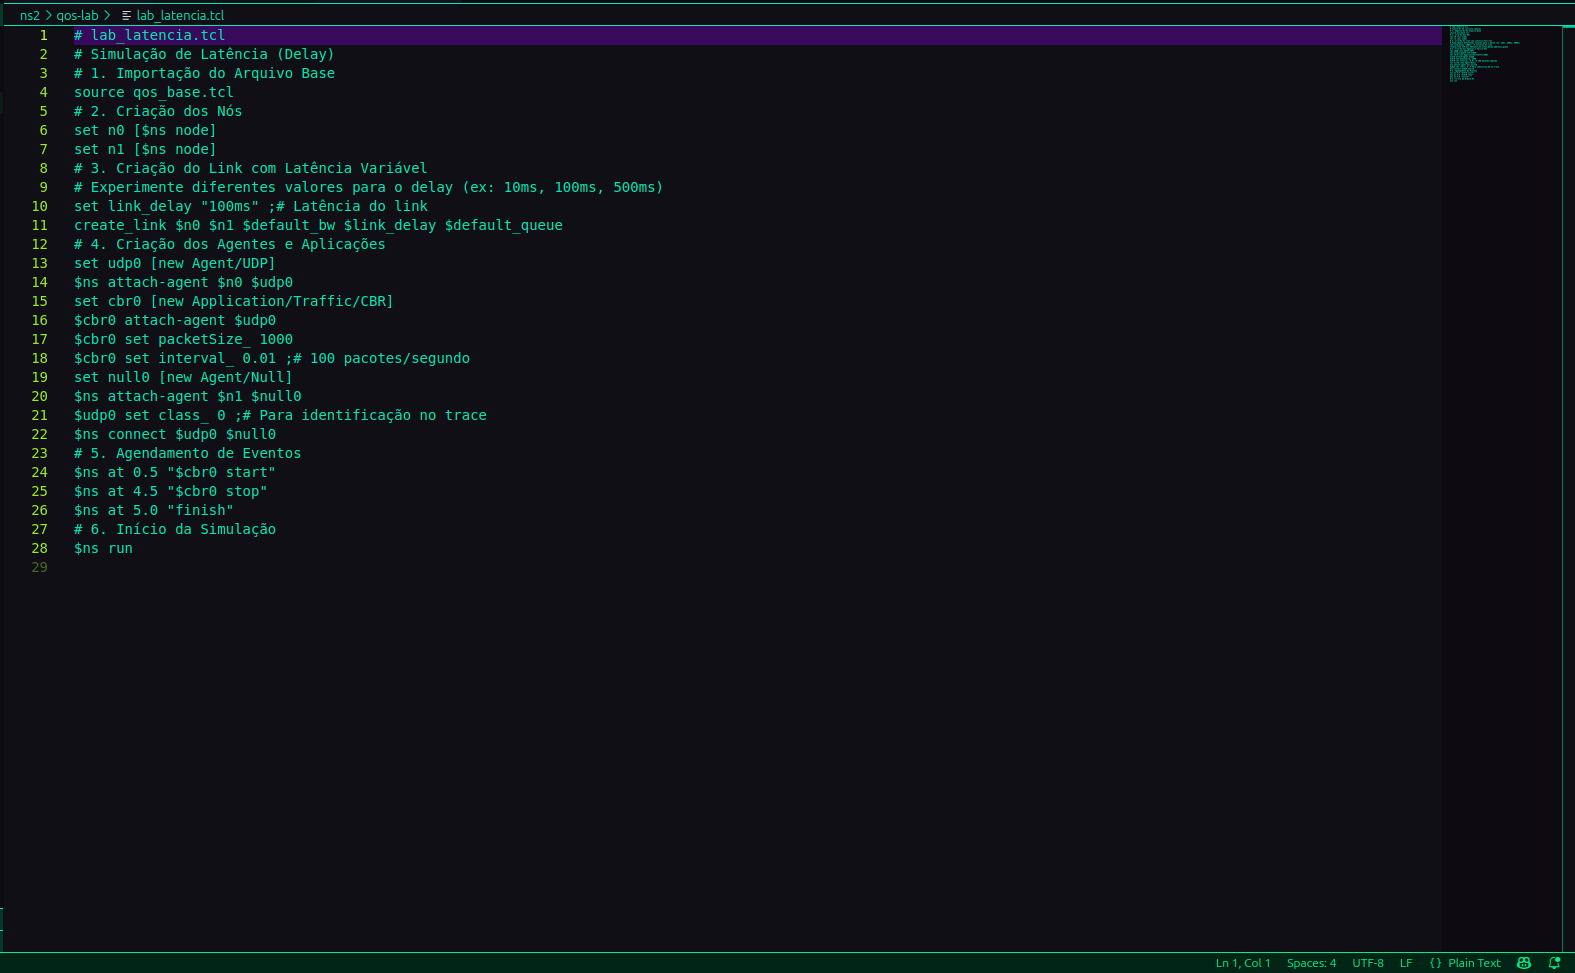 ns2 > qos-lab > lab_latencia.tcl
1 # lab_latencia.tcl
2 # Simulação de Latência (Delay)
3 # 1. Importação do Arquivo Base
4 source qos_base.tcl
5 # 2. Criação dos Nós
6 set n0 [$ns node]
7 set n1 [$ns node]
8 # 3. Criação do Link com Latência Variável
9 # Experimente diferentes valores para o delay (ex: 10ms, 100ms, 500ms)
10 set link_delay "100ms" ;# Latência do link
11 create_link $n0 $n1 $default_bw $link_delay $default_queue
12 # 4. Criação dos Agentes e Aplicações
13 set udp0 [new Agent/UDP]
14 $ns attach-agent $n0 $udp0
15 set cbr0 [new Application/Traffic/CBR]
16 $cbr0 attach-agent $udp0
17 $cbr0 set packetSize_ 1000
18 $cbr0 set interval_ 0.01 ;# 100 pacotes/segundo
19 set null0 [new Agent/Null]
20 $ns attach-agent $n1 $null0
21 $udp0 set class_ 0 ;# Para identificação no trace
22 $ns connect $udp0 $null0
23 # 5. Agendamento de Eventos
24 $ns at 0.5 "$cbr0 start"
25 $ns at 4.5 "$cbr0 stop"
26 $ns at 5.0 "finish"
27 # 6. Início da Simulação
28 $ns run
29
Ln 1, Col 1 Spaces: 4 UTF-8 LF {} Plain Text